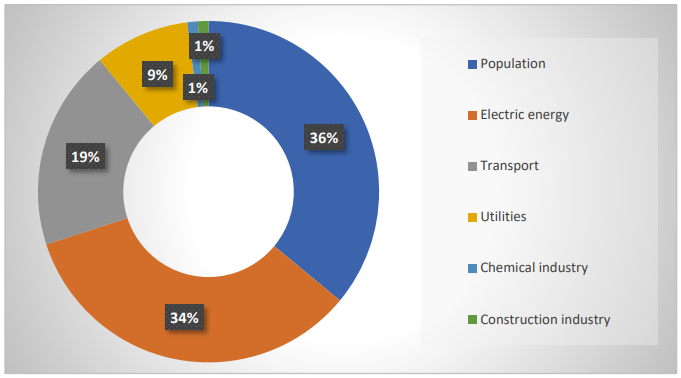 1%
9%
1%
36%
19%
34%
Population
Electric energy
Transport
Utilities
Chemical industry
Construction industry